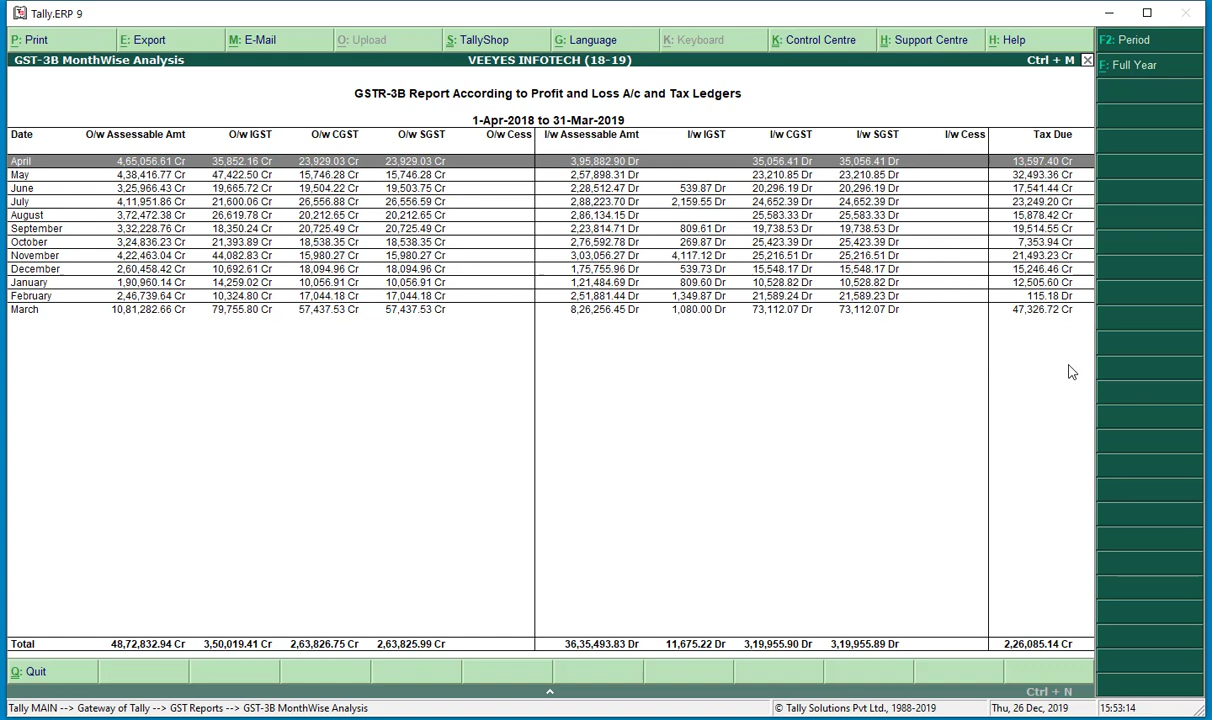 Tally.ERP 9
P: Print E: Export M: E-Mail O: Upload S: TallyShop G: Language K: Keyboard K: Control Centre H: Support Centre H: Help
F2: Period
F: Full Year
GST-3B MonthWise Analysis VEEYES INFOTECH (18-19) Ctrl + M
GSTR-3B Report According to Profit and Loss A/c and Tax Ledgers
1-Apr-2018 to 31-Mar-2019
Date O/w Assessable Amt O/w IGST O/w CGST O/w SGST O/w Cess I/w Assessable Amt I/w IGST I/w CGST I/w SGST I/w Cess Tax Due
April 4,65,056.61 Cr 35,852.16 Cr 23,929.03 Cr 23,929.03 Cr 3,95,882.90 Dr 35,056.41 Dr 35,056.41 Dr 13,597.40 Cr
May 4,38,416.77 Cr 47,422.50 Cr 15,746.28 Cr 15,746.28 Cr 2,57,898.31 Dr 23,210.85 Dr 23,210.85 Dr 32,493.36 Cr
June 3,25,966.43 Cr 19,665.72 Cr 19,504.22 Cr 19,503.75 Cr 2,28,512.47 Dr 539.87 Dr 20,296.19 Dr 20,296.19 Dr 17,541.44 Cr
July 4,11,951.86 Cr 21,600.06 Cr 26,556.88 Cr 26,556.59 Cr 2,88,223.70 Dr 2,159.55 Dr 24,652.39 Dr 24,652.39 Dr 23,249.20 Cr
August 3,72,472.38 Cr 26,619.78 Cr 20,212.65 Cr 20,212.65 Cr 2,86,134.15 Dr 25,583.33 Dr 25,583.33 Dr 15,878.42 Cr
September 3,32,228.76 Cr 18,350.24 Cr 20,725.49 Cr 20,725.49 Cr 2,23,814.71 Dr 809.61 Dr 19,738.53 Dr 19,738.53 Dr 19,514.55 Cr
October 3,24,836.23 Cr 21,393.89 Cr 18,538.35 Cr 18,538.35 Cr 2,76,592.78 Dr 269.87 Dr 25,423.39 Dr 25,423.39 Dr 7,353.94 Cr
November 4,22,463.04 Cr 44,082.83 Cr 15,980.27 Cr 15,980.27 Cr 3,03,056.27 Dr 4,117.12 Dr 25,216.51 Dr 25,216.51 Dr 21,493.23 Cr
December 2,60,458.42 Cr 10,692.61 Cr 18,094.96 Cr 18,094.96 Cr 1,75,755.96 Dr 539.73 Dr 15,548.17 Dr 15,548.17 Dr 15,246.46 Cr
January 1,90,960.14 Cr 14,259.02 Cr 10,056.91 Cr 10,056.91 Cr 1,21,484.69 Dr 809.60 Dr 10,528.82 Dr 10,528.82 Dr 12,505.60 Cr
February 2,46,739.64 Cr 10,324.80 Cr 17,044.18 Cr 17,044.18 Cr 2,51,881.44 Dr 1,349.87 Dr 21,589.24 Dr 21,589.23 Dr 115.18 Dr
March 10,81,282.66 Cr 79,755.80 Cr 57,437.53 Cr 57,437.53 Cr 8,26,256.45 Dr 1,080.00 Dr 73,112.07 Dr 73,112.07 Dr 47,326.72 Cr
Total 48,72,832.94 Cr 3,50,019.41 Cr 2,63,826.75 Cr 2,63,825.99 Cr 36,35,493.83 Dr 11,675.22 Dr 3,19,955.90 Dr 3,19,955.89 Dr 2,26,085.14 Cr
Q: Quit
Ctrl + N
Tally MAIN --> Gateway of Tally --> GST Reports --> GST-3B MonthWise Analysis © Tally Solutions Pvt Ltd., 1988-2019 Thu, 26 Dec, 2019 15:53:14